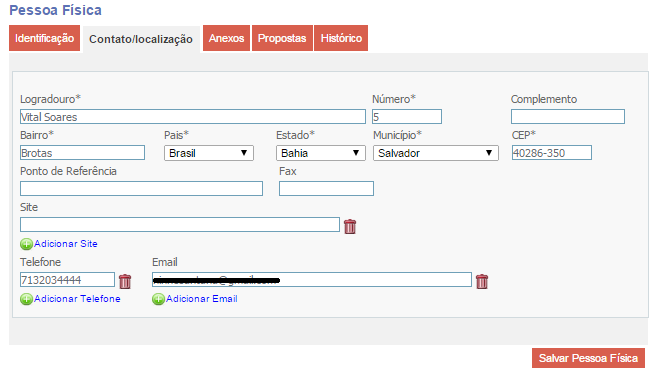 Pessoa Física
Identificação Contato/localização Anexos Propostas Histórico
Logradouro* Número* Complemento
Vital Soares 5
Bairro* Pais* Estado* Município* CEP*
Brotas Brasil Bahia Salvador 40286-350
Ponto de Referência Fax
Site
Adicionar Site
Telefone Email
7132034444
Adicionar Telefone Adicionar Email
Salvar Pessoa Física